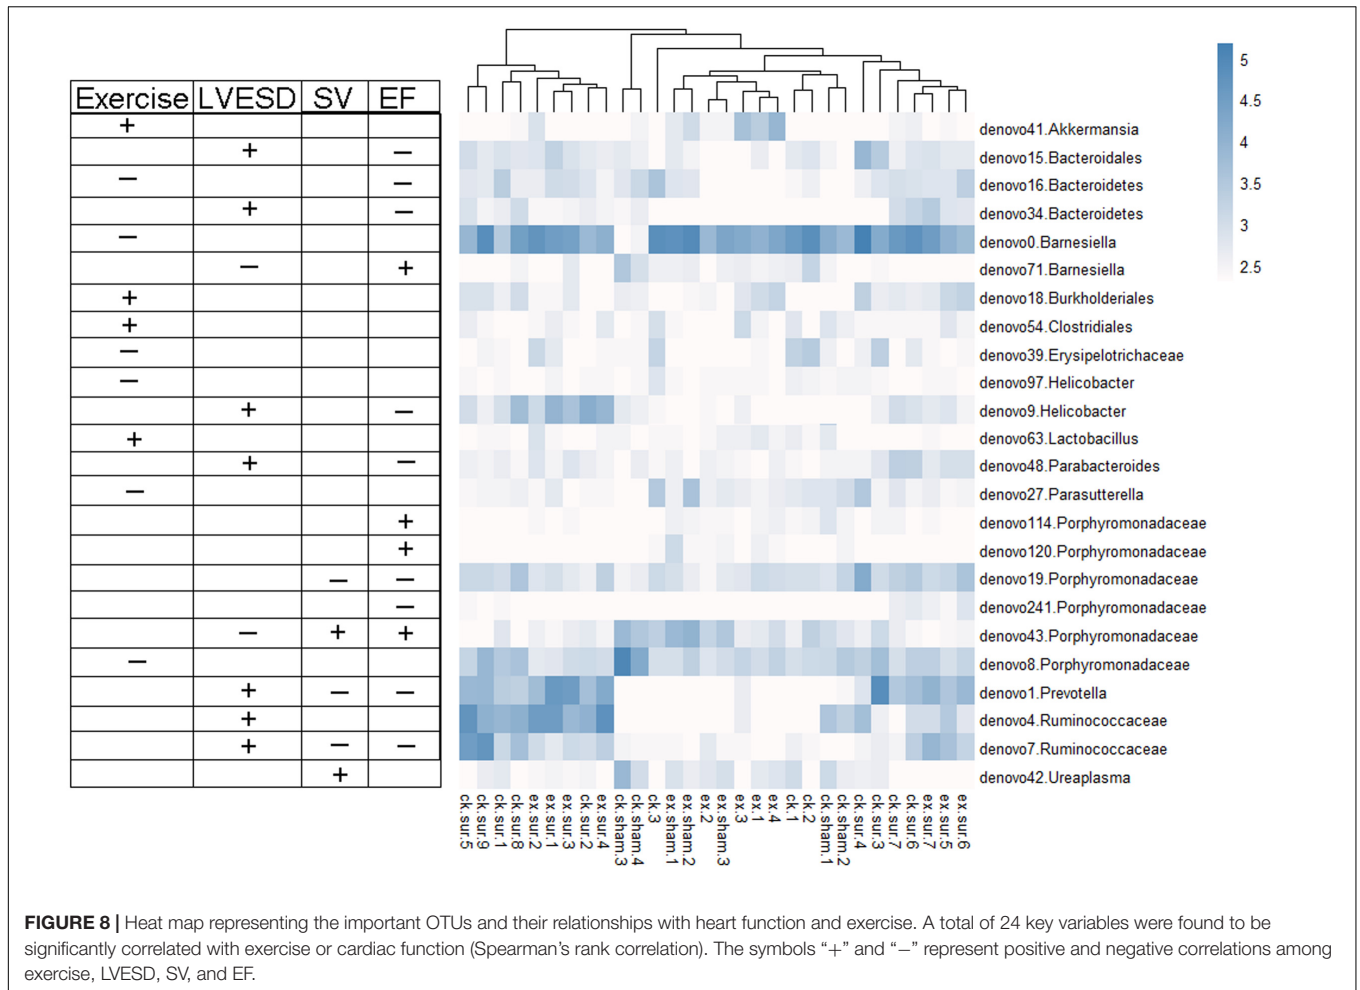 Exercise LVESD SV EF
+
+ —
— —
+ —
—
— +
+
+
—
—
+ —
+
+ —
—
+
+
— —
—
— + +
—
+ — —
+
+ — —
+
5
4.5
4
3.5
3
2.5
denovo41.Akkermansia
denovo15.Bacteroidales
denovo16.Bacteroidetes
denovo34.Bacteroidetes
denovo0.Barnesiella
denovo71.Barnesiella
denovo18.Burkholderiales
denovo54.Clostridiales
denovo39.Erysipelotrichaceae
denovo97.Helicobacter
denovo9.Helicobacter
denovo63.Lactobacillus
denovo48.Parabacteroides
denovo27.Parasutterella
denovo114.Porphyromonadaceae
denovo120.Porphyromonadaceae
denovo19.Porphyromonadaceae
denovo241.Porphyromonadaceae
denovo43.Porphyromonadaceae
denovo8.Porphyromonadaceae
denovo1.Prevotella
denovo4.Ruminococcaceae
denovo7.Ruminococcaceae
denovo42.Ureaplasma
ck.sur.5
ck.sur.9
ck.sur.1
ck.sur.8
ex.sur.2
ex.sur.1
ex.sur.3
ck.sur.2
ex.sur.4
ck.sham.3
ck.sham.4
ck.3
ex.sham.1
ex.sham.2
ex.2
ex.sham.3
ex.3
ex.1
ex.4
ck.1
ck.2
ck.sham.1
ck.sham.2
ck.sur.4
ck.sur.3
ck.sur.7
ck.sur.6
ex.sur.7
ex.sur.5
ex.sur.6
FIGURE 8 | Heat map representing the important OTUs and their relationships with heart function and exercise. A total of 24 key variables were found to be
significantly correlated with exercise or cardiac function (Spearman’s rank correlation). The symbols “+” and “−” represent positive and negative correlations among
exercise, LVESD, SV, and EF.